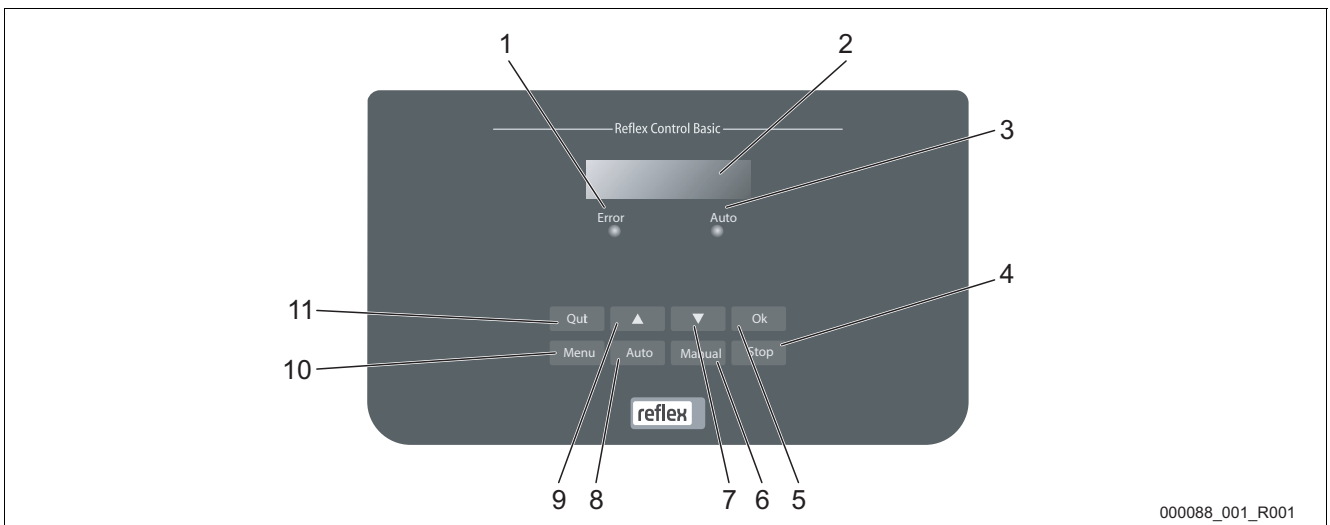 1 2
Reflex Control Basic
3
Error Auto
4
11
Qut ▲ ▼ Ok
Menu Auto Manual Stop
10
reflex
9 8 7 6 5
000088_001_R001